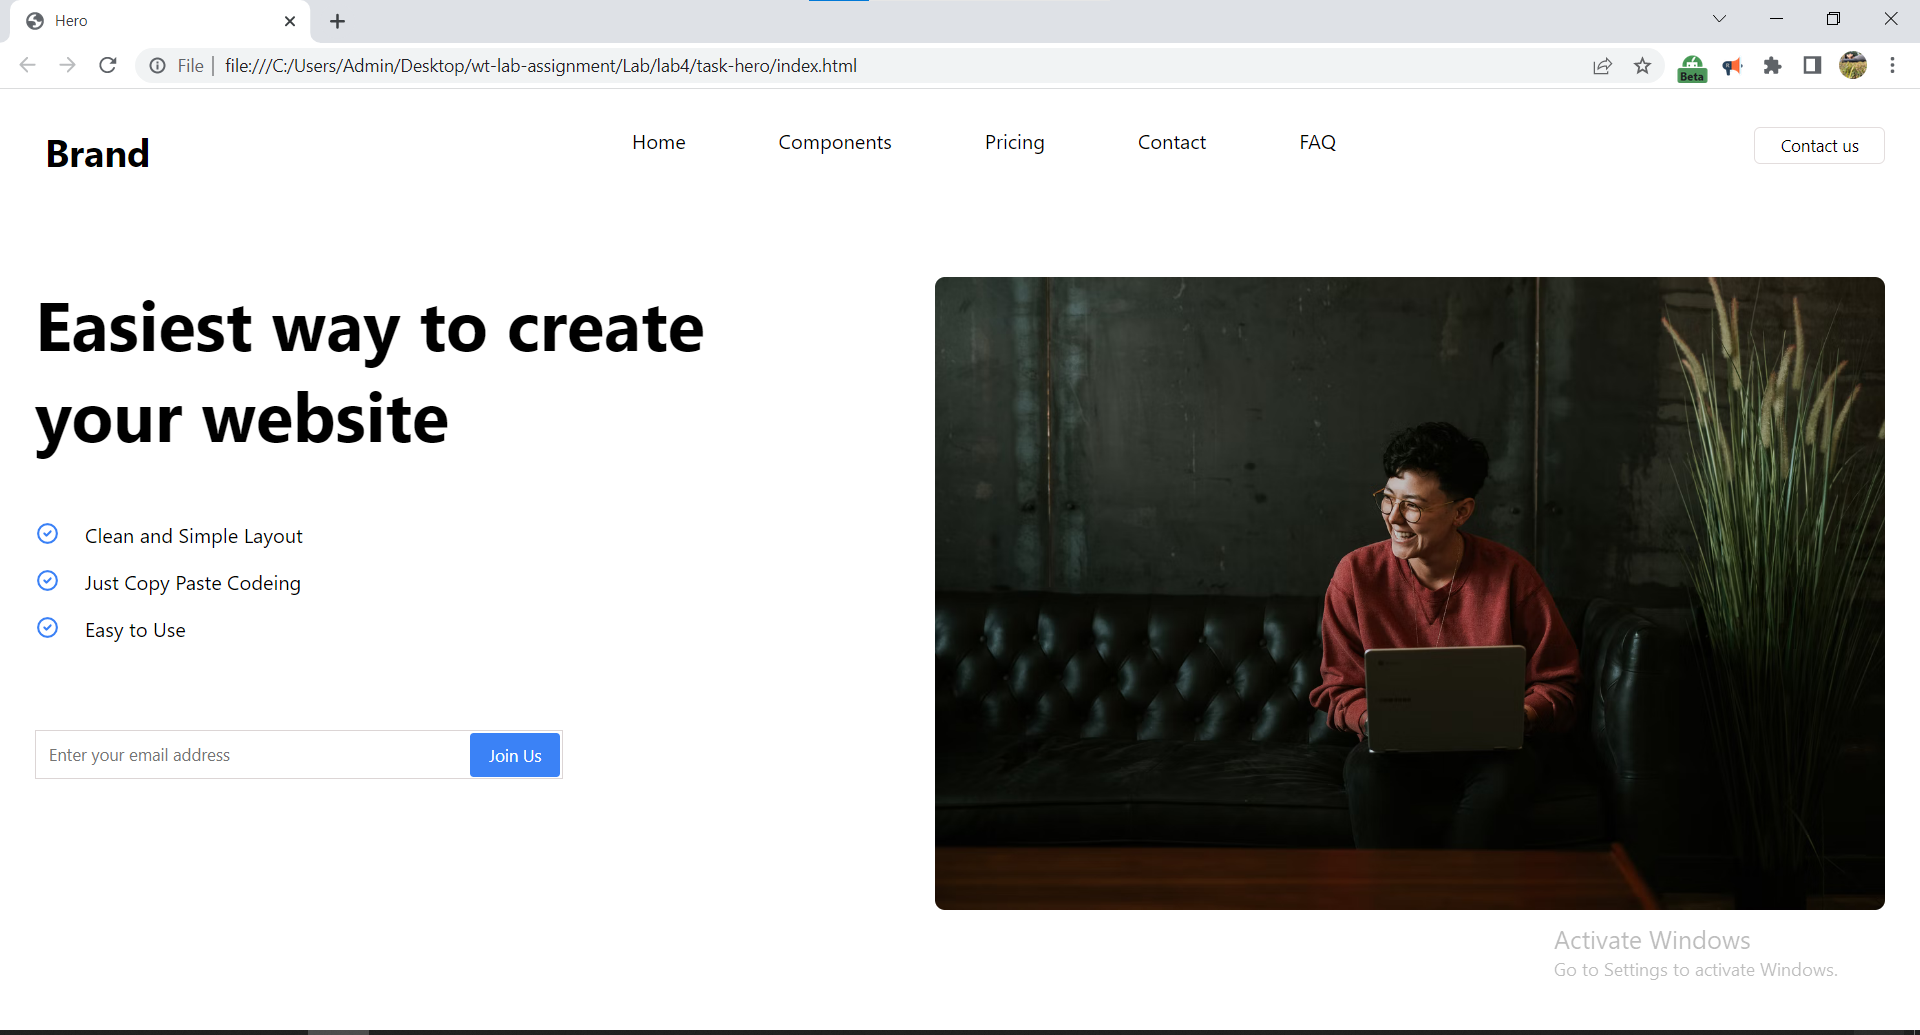 Hero
File | file:///C:/Users/Admin/Desktop/wt-lab-assignment/Lab/lab4/task-hero/index.html
Beta
Brand
Home Components Pricing Contact FAQ
Contact us
Easiest way to create
your website
Clean and Simple Layout
Just Copy Paste Codeing
Easy to Use
Enter your email address
Join Us
Activate Windows
Go to Settings to activate Windows.